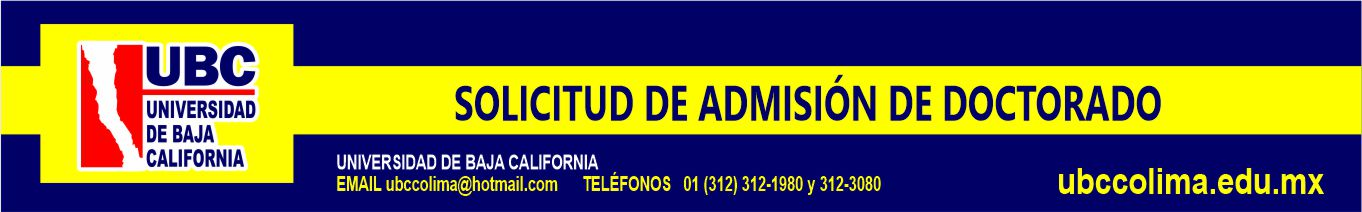 UBC
UNIVERSIDAD
DE BAJA
CALIFORNIA
SOLICITUD DE ADMISIÓN DE DOCTORADO
UNIVERSIDAD DE BAJA CALIFORNIA
EMAIL ubccolima@hotmail.com TELÉFONOS 01 (312) 312-1980 y 312-3080
ubccolima.edu.mx